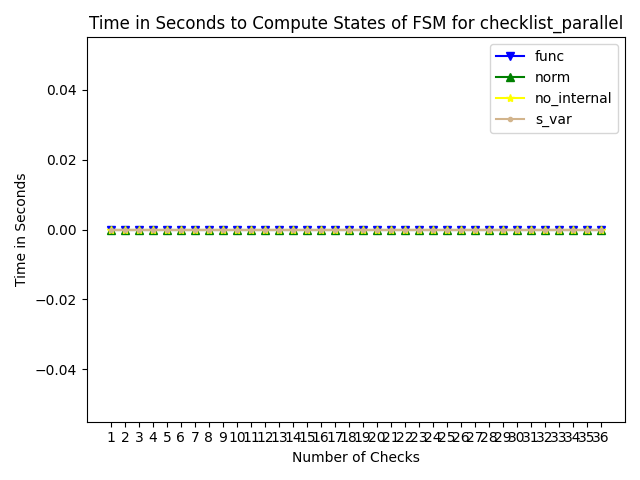 Time in Seconds to Compute States of FSM for checklist_parallel
func
norm
no_internal
s_var
0.04
0.02
0.00
−0.02
−0.04
Time in Seconds
1 2 3 4 5 6 7 8 9 10 11 12 13 14 15 16 17 18 19 20 21 22 23 24 25 26 27 28 29 30 31 32 33 34 35 36
Number of Checks